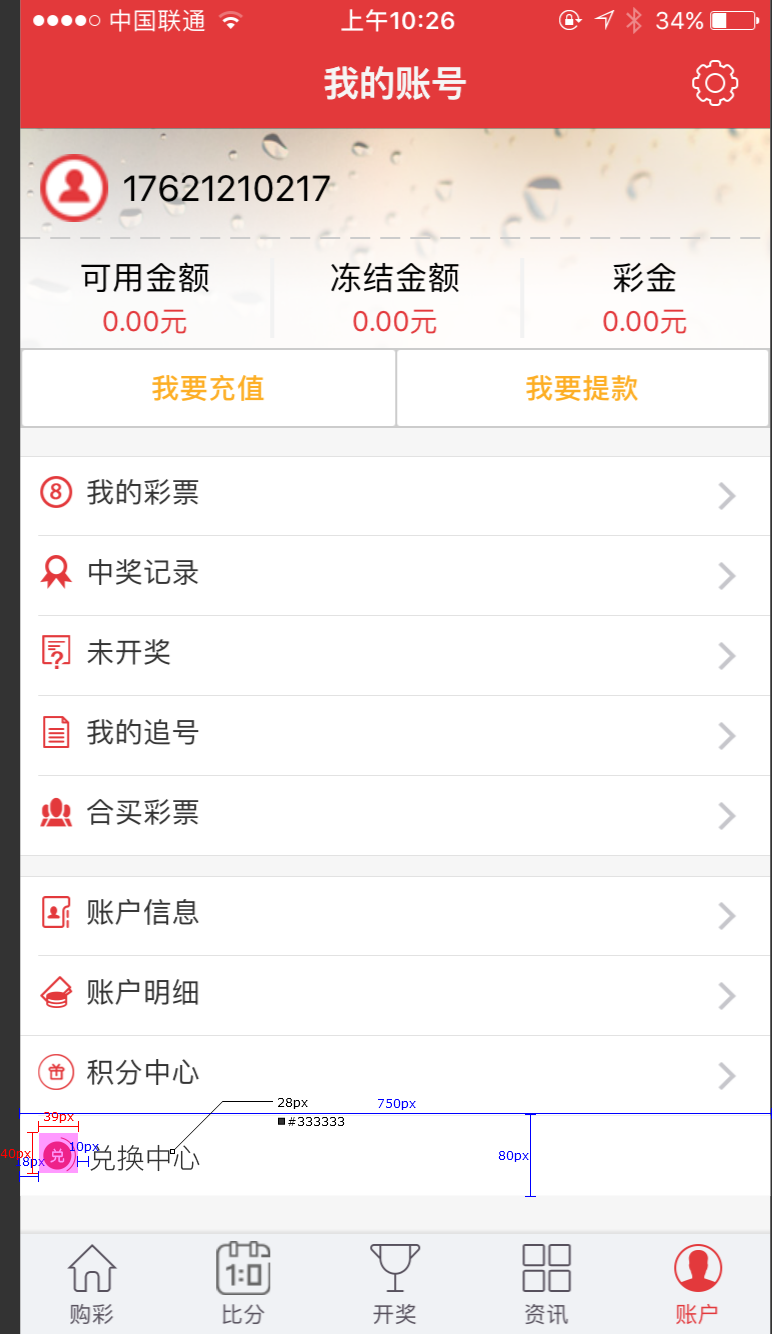 中国联通 上午10:26 34%
我的账号
17621210217
可用金额 冻结金额 彩金
0.00元 0.00元 0.00元
我要充值 我要提款
8 我的彩票
中奖记录
? 未开奖
我的追号
合买彩票
账户信息
账户明细
积分中心
28px 750px
39px #333333
40px 18px 兑 10px 兑换中心 80px
1:0
购彩 比分 开奖 资讯 账户